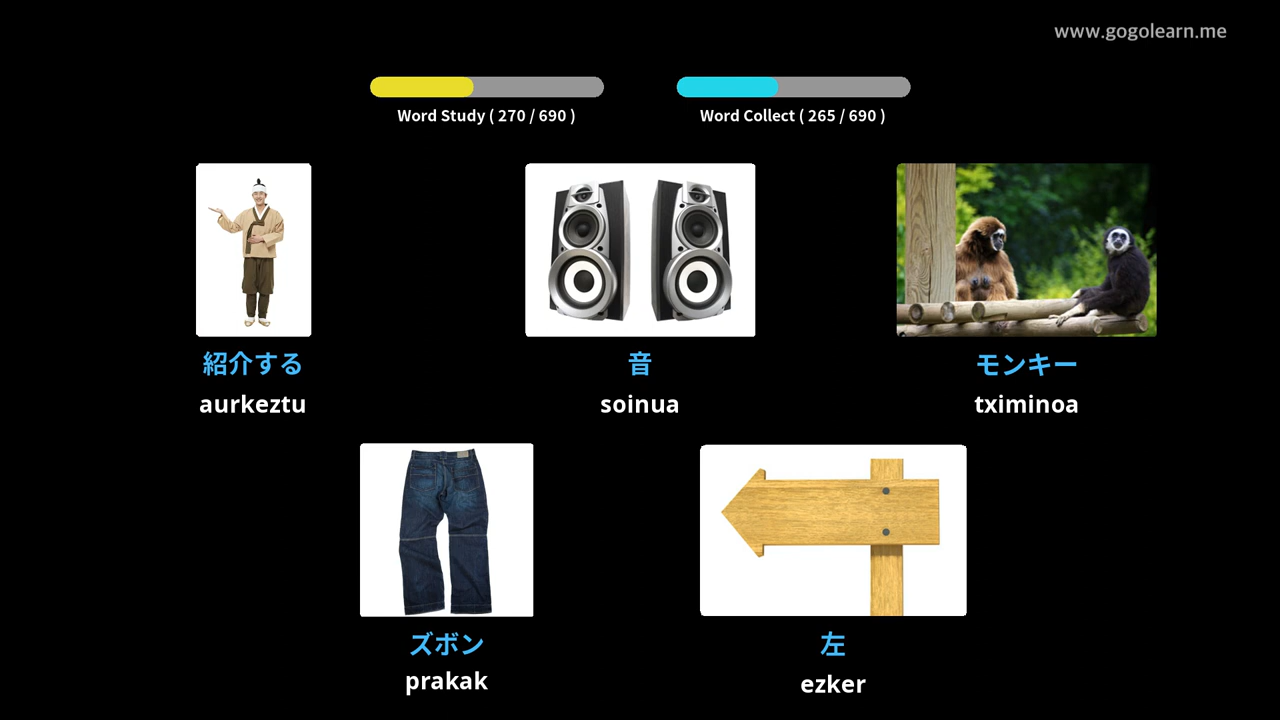 www.gogolearn.me
Word Study ( 270 / 690 )
Word Collect ( 265 / 690 )
紹介する
音
モンキー
aurkeztu
soinua
tximinoa
ズボン
左
prakak
ezker